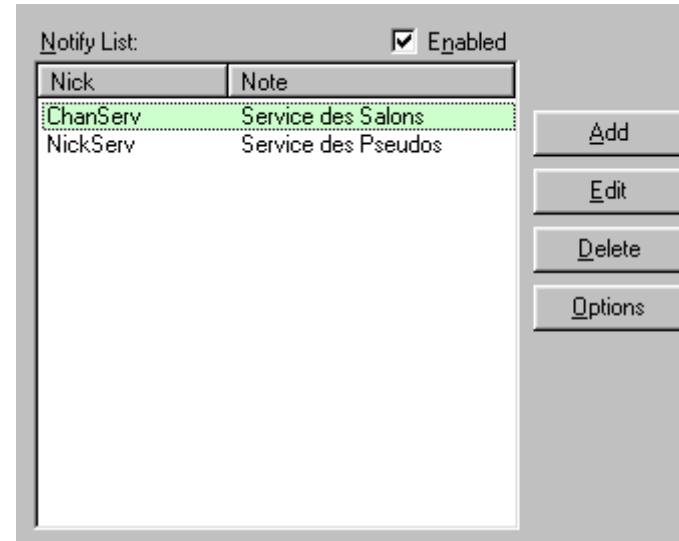 Notify List: Enabled
Nick Note
ChanServ Service des Salons
NickServ Service des Pseudos
Add
Edit
Delete
Options